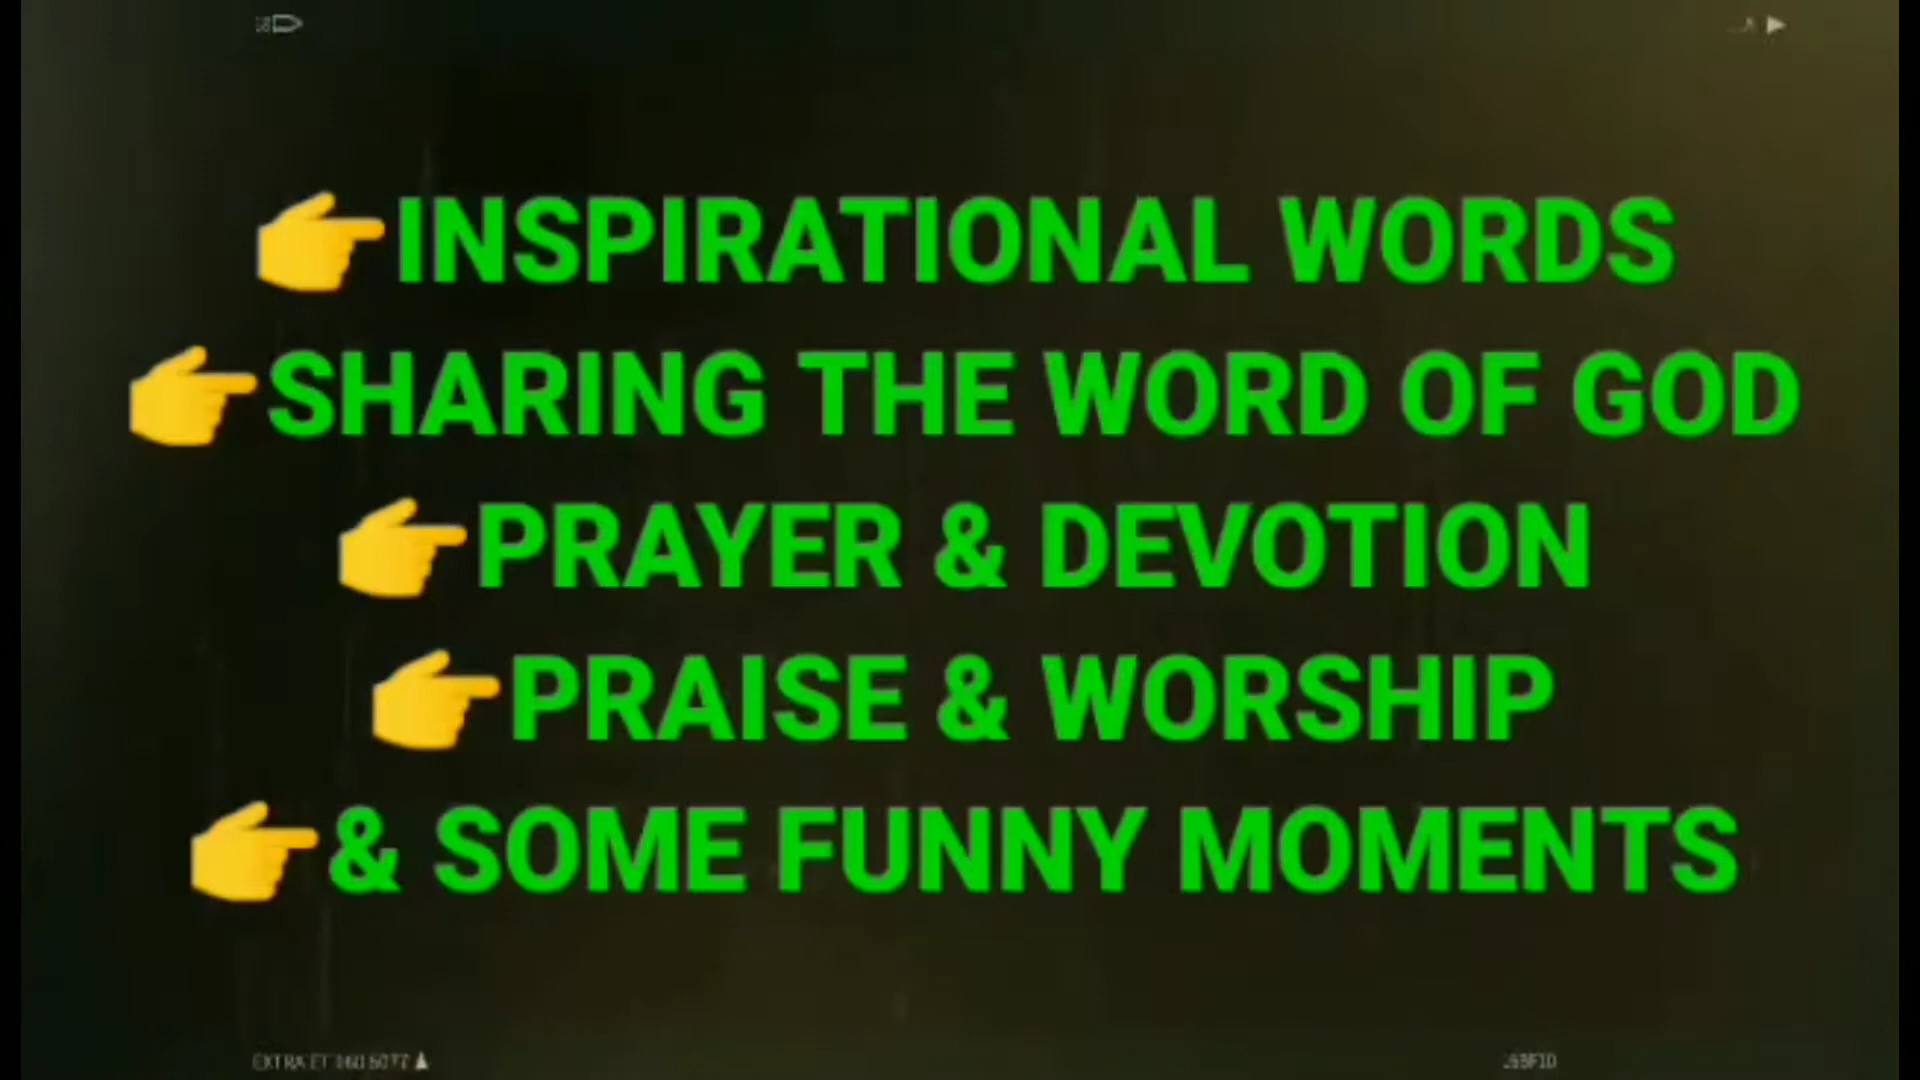 👉INSPIRATIONAL WORDS
👉SHARING THE WORD OF GOD
👉PRAYER & DEVOTION
👉PRAISE & WORSHIP
👉& SOME FUNNY MOMENTS